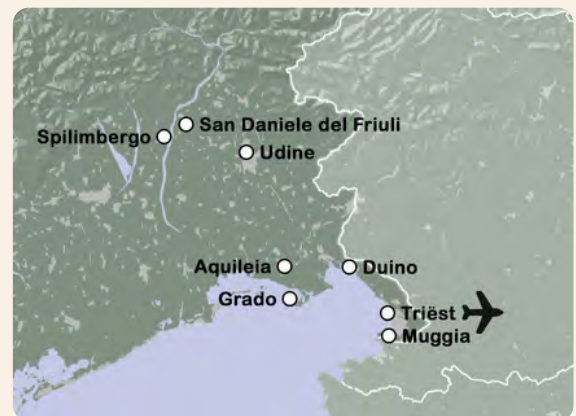 San Daniele del Friuli
Spilimbergo
Udine
Aquileia
Duino
Grado
Triëst
Muggia